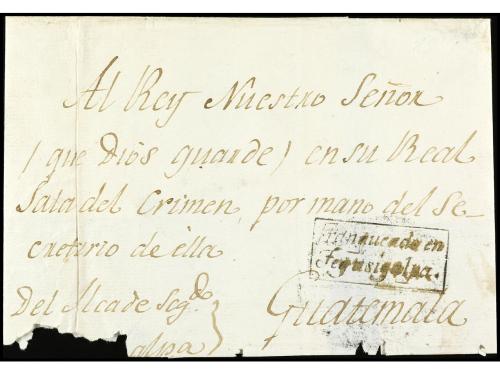 Al Rey Nuestro Señor
(que Dios guarde) en su Real
Sala del Crimen, por mano del Se
cretario de ella
Franqueada en
Tegusigalpa.
Del Alcade Seg.do
Guatemala
alpa